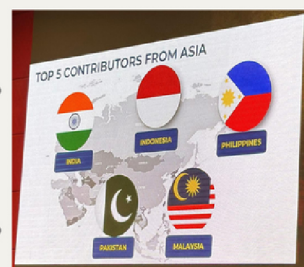 TOP 5 CONTRIBUTORS FROM ASIA
INDIA
INDONESIA
PHILIPPINES
PAKISTAN
MALAYSIA